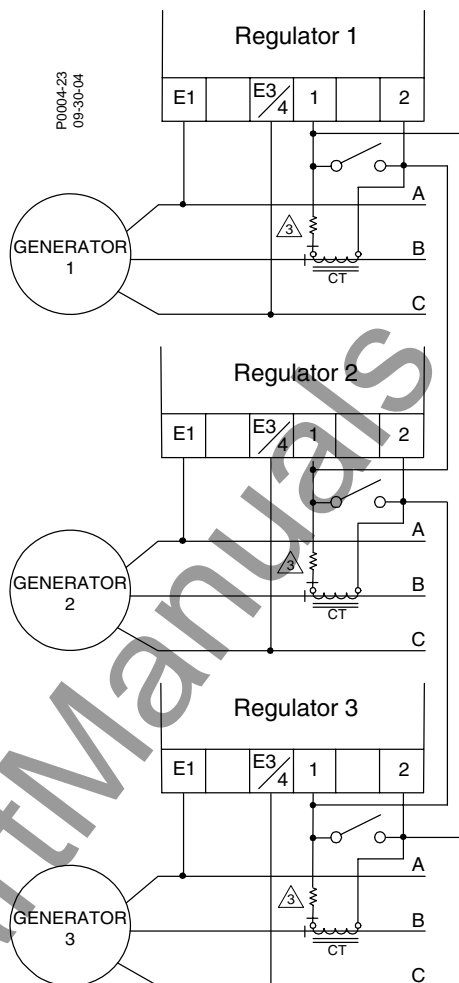 P0004-23
09-30-04
Regulator 1
E1 E3/4 1 2
A
GENERATOR
1
3
B
CT
C
Regulator 2
E1 E3/4 1 2
A
GENERATOR
2
3
B
CT
C
Regulator 3
E1 E3/4 1 2
A
GENERATOR
3
3
B
CT
C
rtManuals